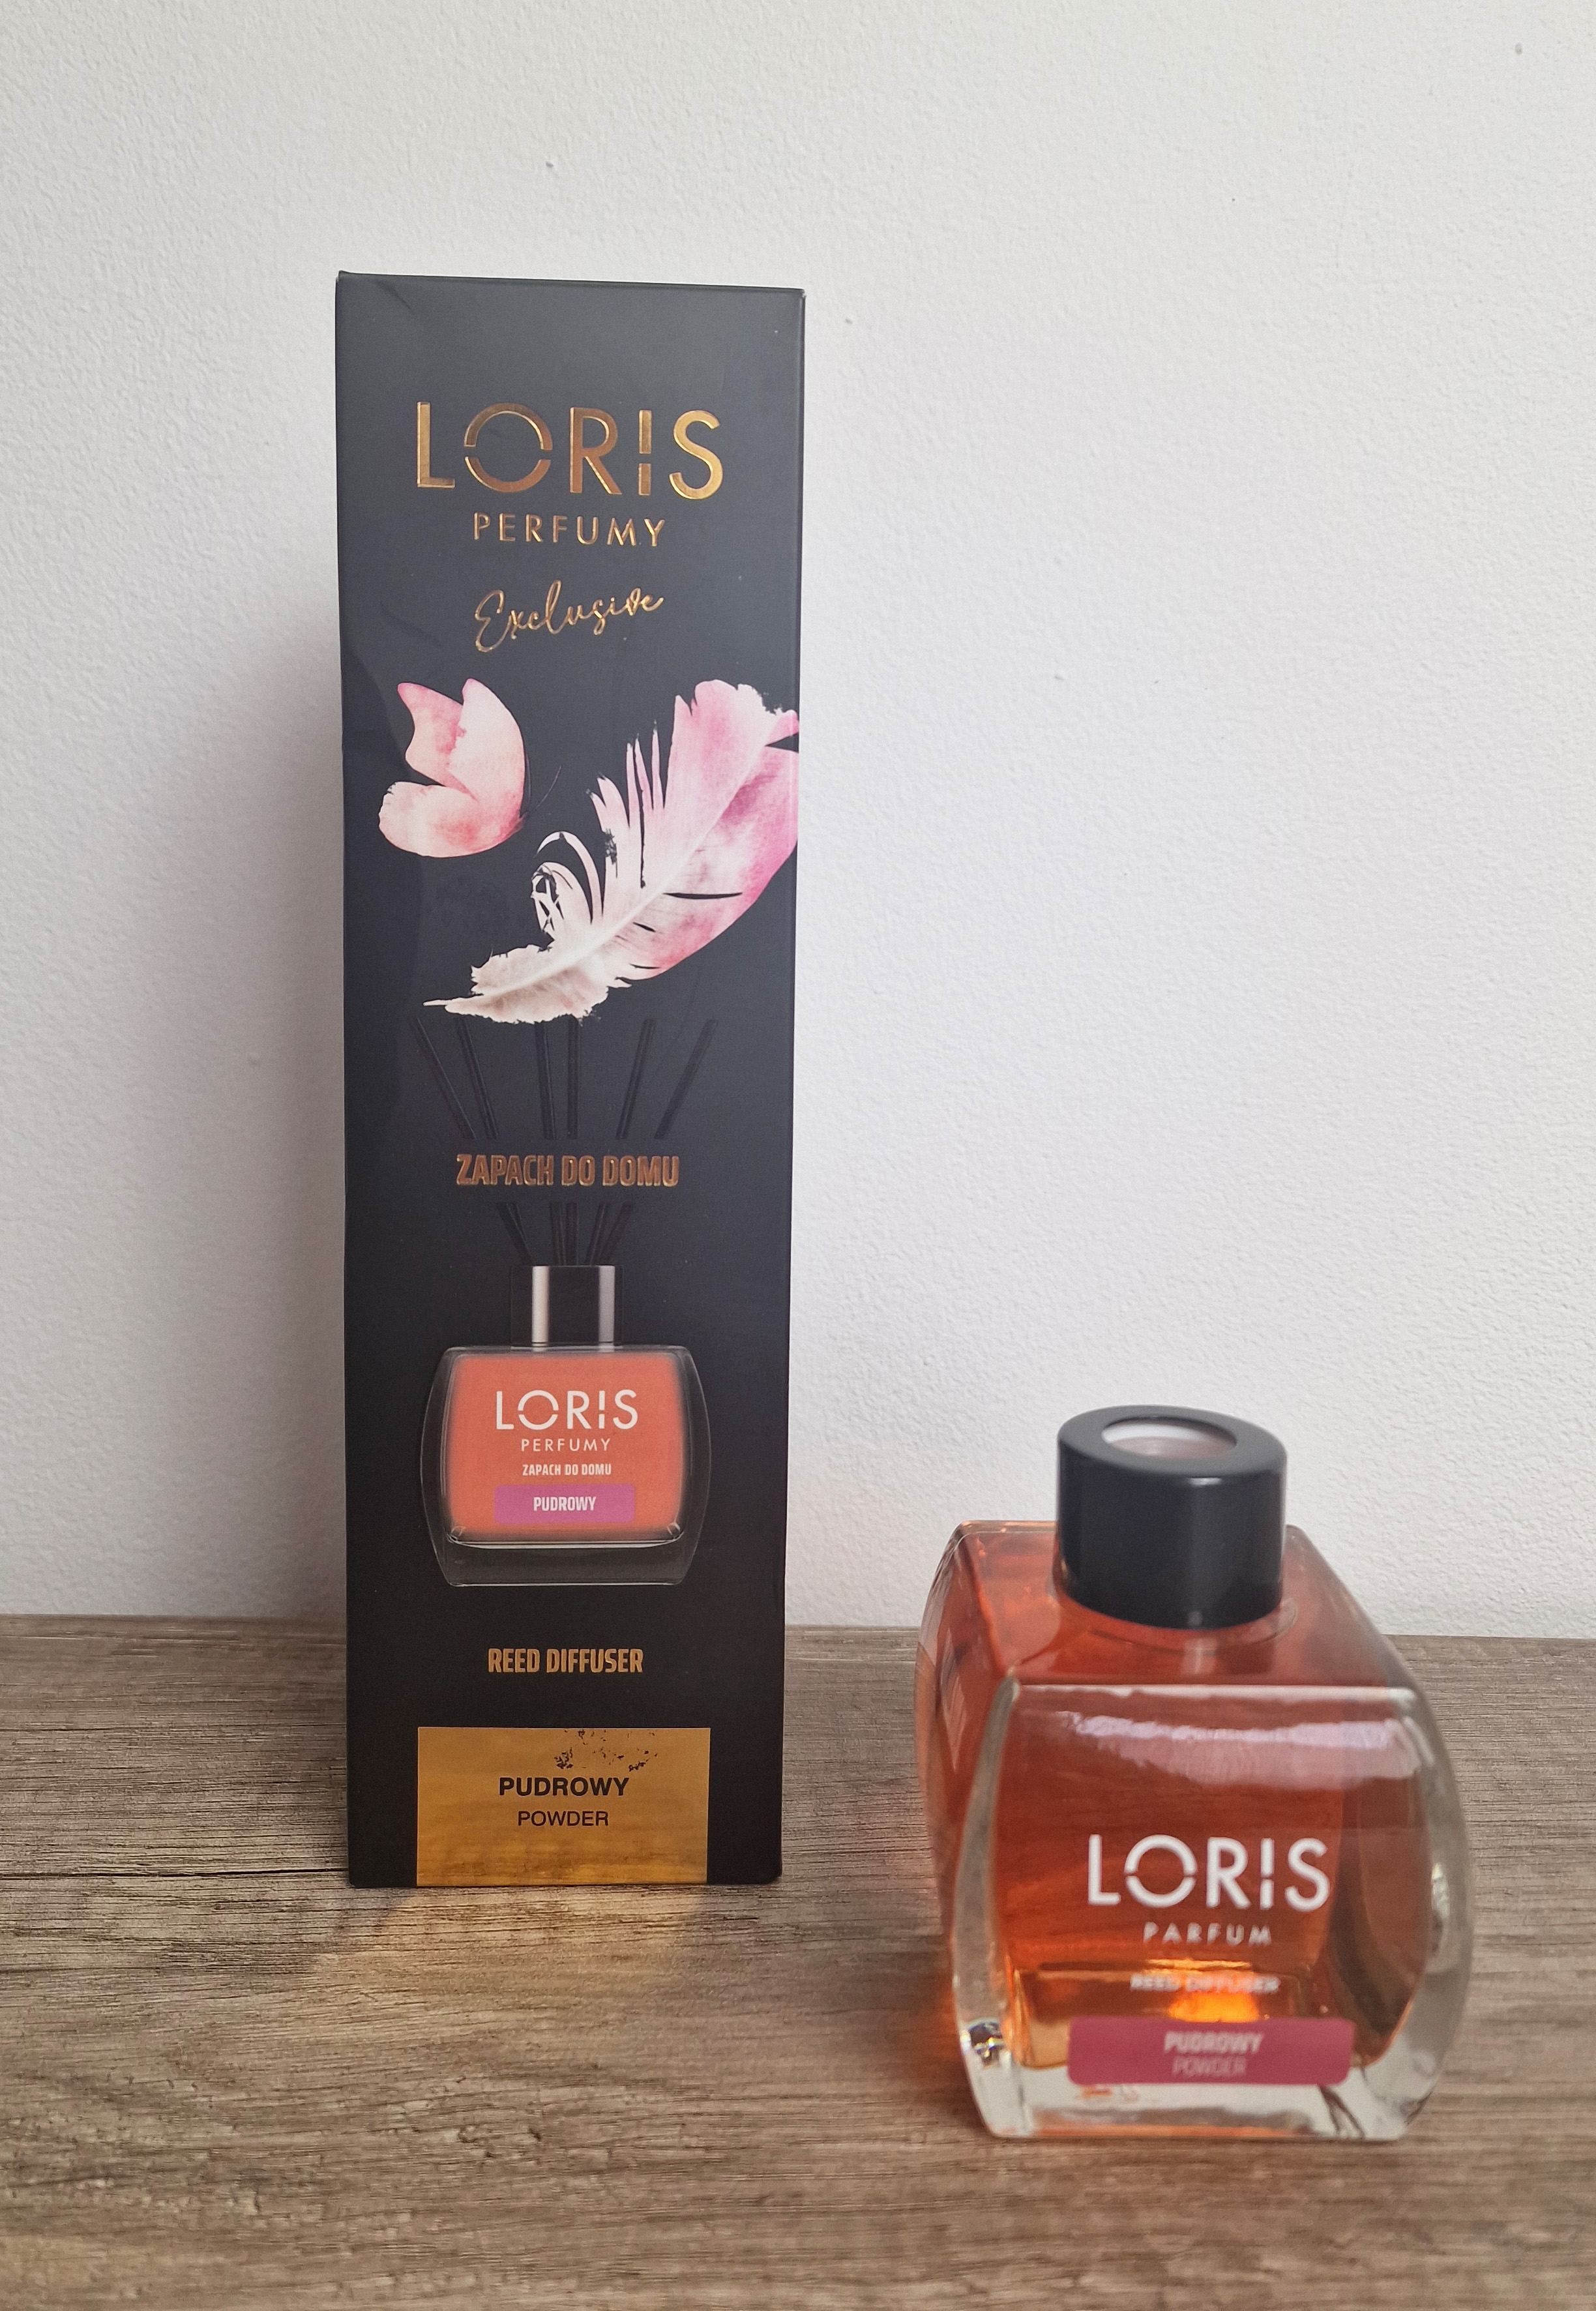 LORIS
PERFUMY
Exclusive
ZAPACH DO DOMU
LORIS
PERFUMY
ZAPACH DO DOMU
PUDROWY
REED DIFFUSER
PUDROWY
POWDER
LORIS
PARFUM
REED DIFFUSER
PUDROWY
POWDER